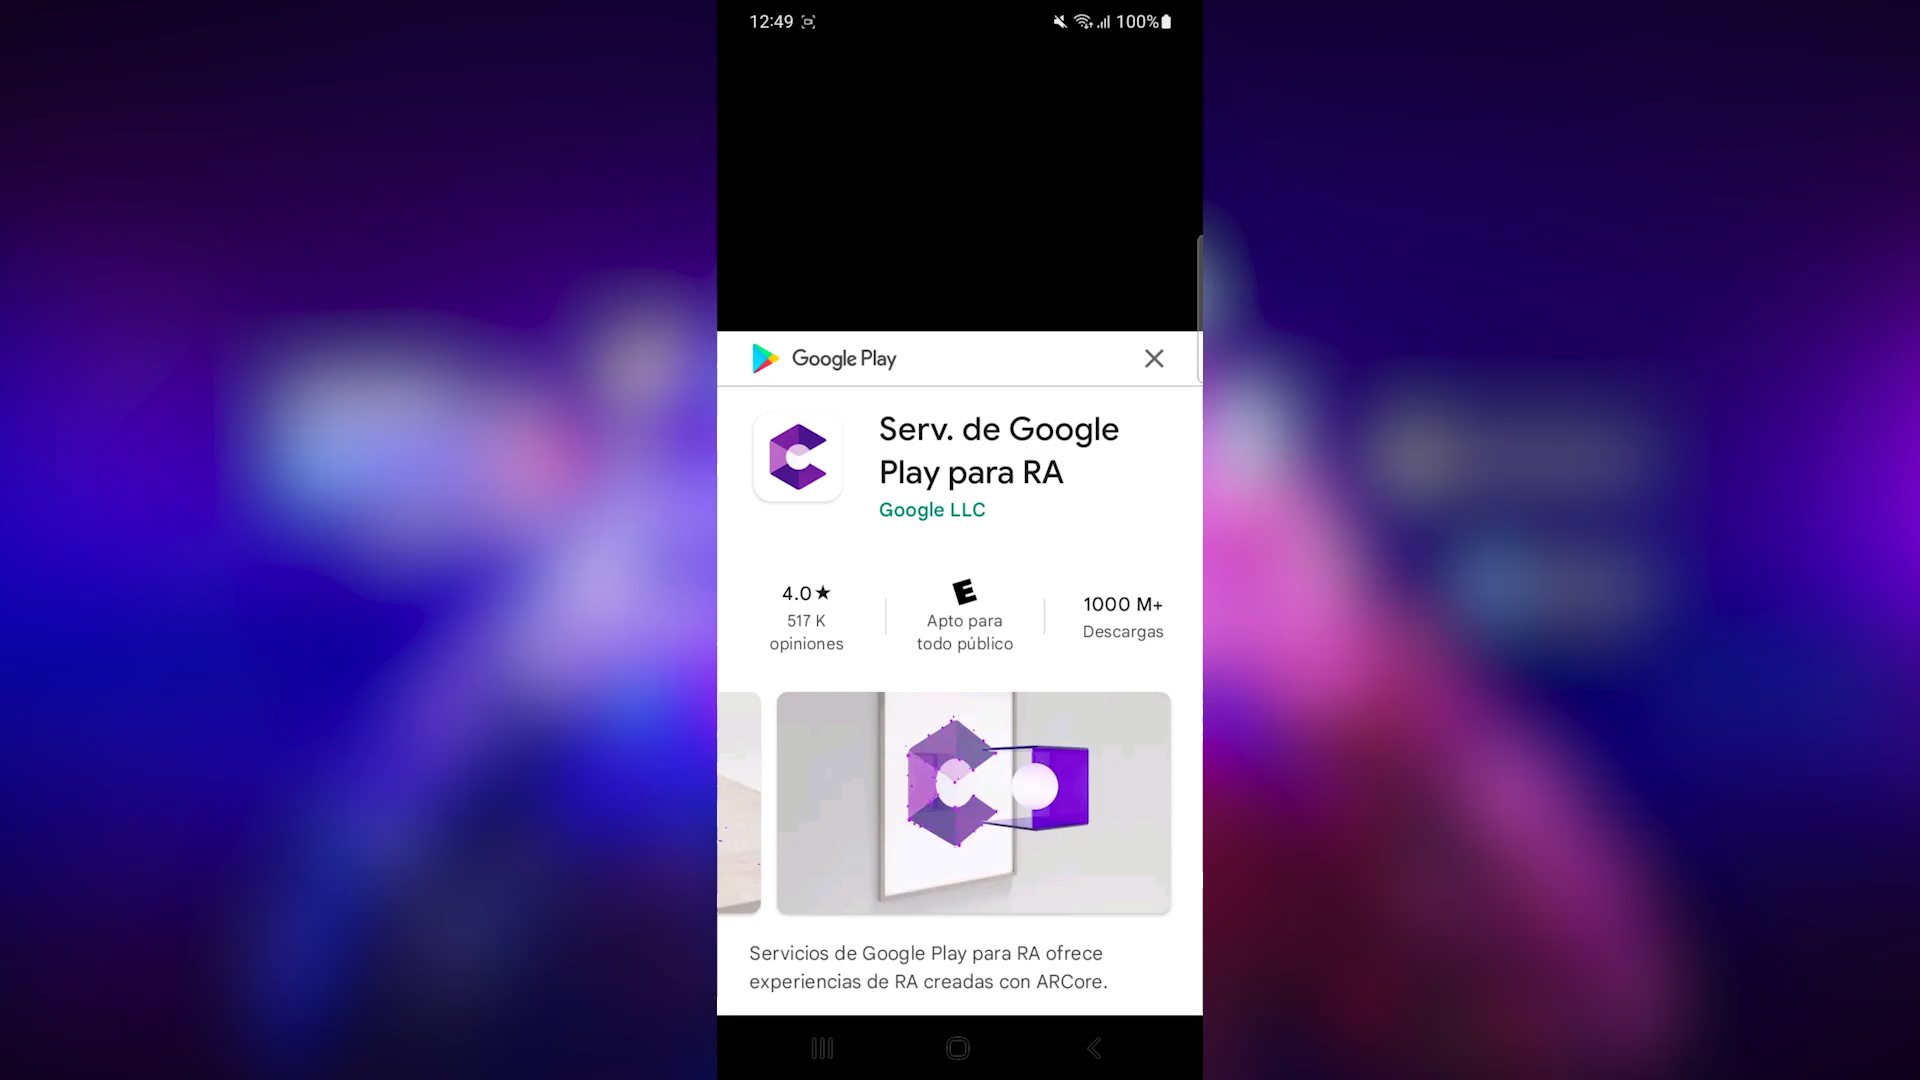 12:49
100%
Google Play
Serv. de Google
Play para RA
Google LLC
4.0★
517 K
opiniones
E
Apto para
todo público
1000 M+
Descargas
Servicios de Google Play para RA ofrece
experiencias de RA creadas con ARCore.